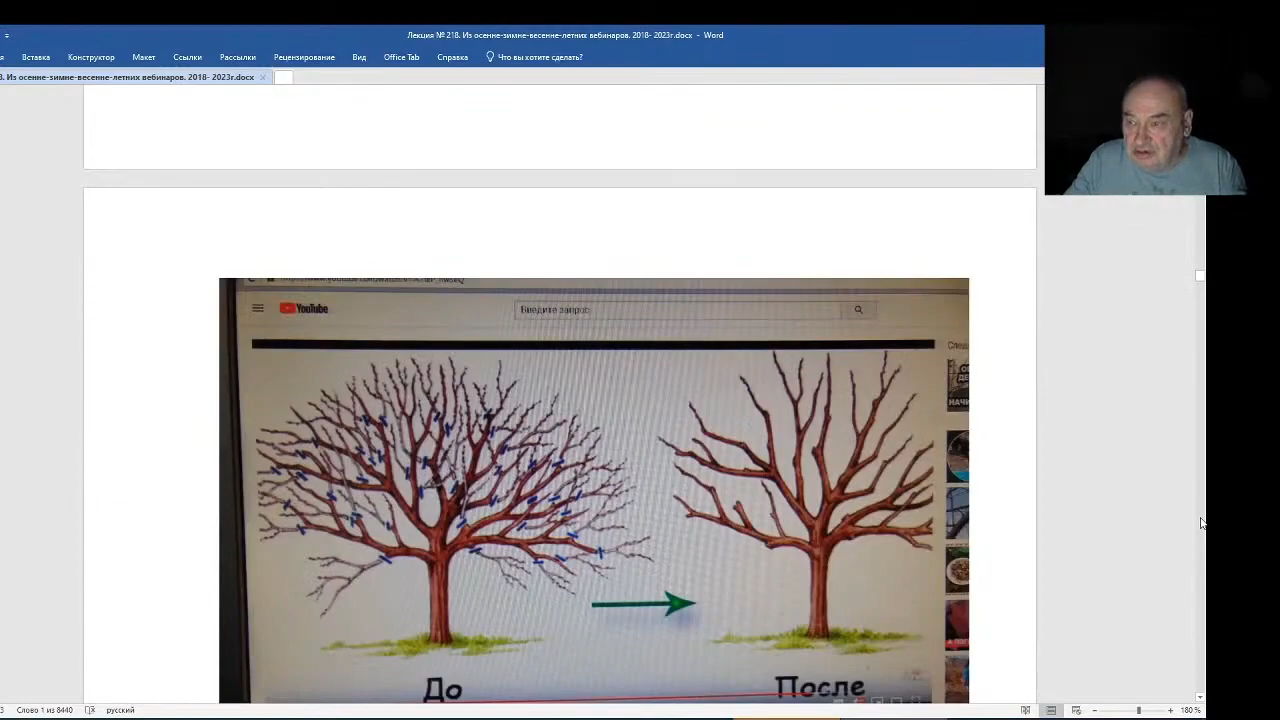 Лекция № 218. Из осенне-зимне-весенне-летних вебинаров. 2018- 2023г.docx - Word
Вставка Конструктор Макет Ссылки Рассылки Рецензирование Вид Office Tab Справка Что вы хотите сделать?
8. Из осенне-зимне-весенне-летних вебинаров. 2018- 2023г.docx
YouTube
Введите запрос
До
После
Слово 1 из 8440 русский 180 %